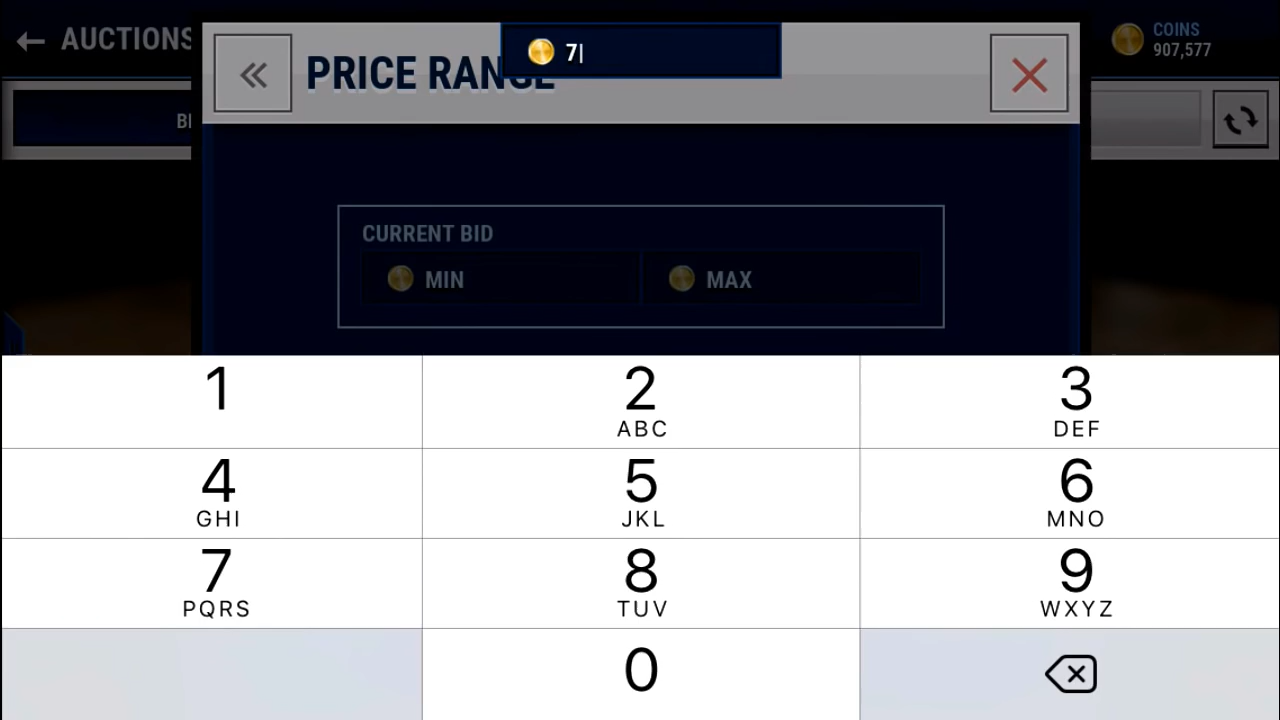 AUCTIONS
PRICE RANGE
7
COINS
907,577
CURRENT BID
MIN
MAX
1
2
ABC
3
DEF
4
GHI
5
JKL
6
MNO
7
PQRS
8
TUV
9
WXYZ
0